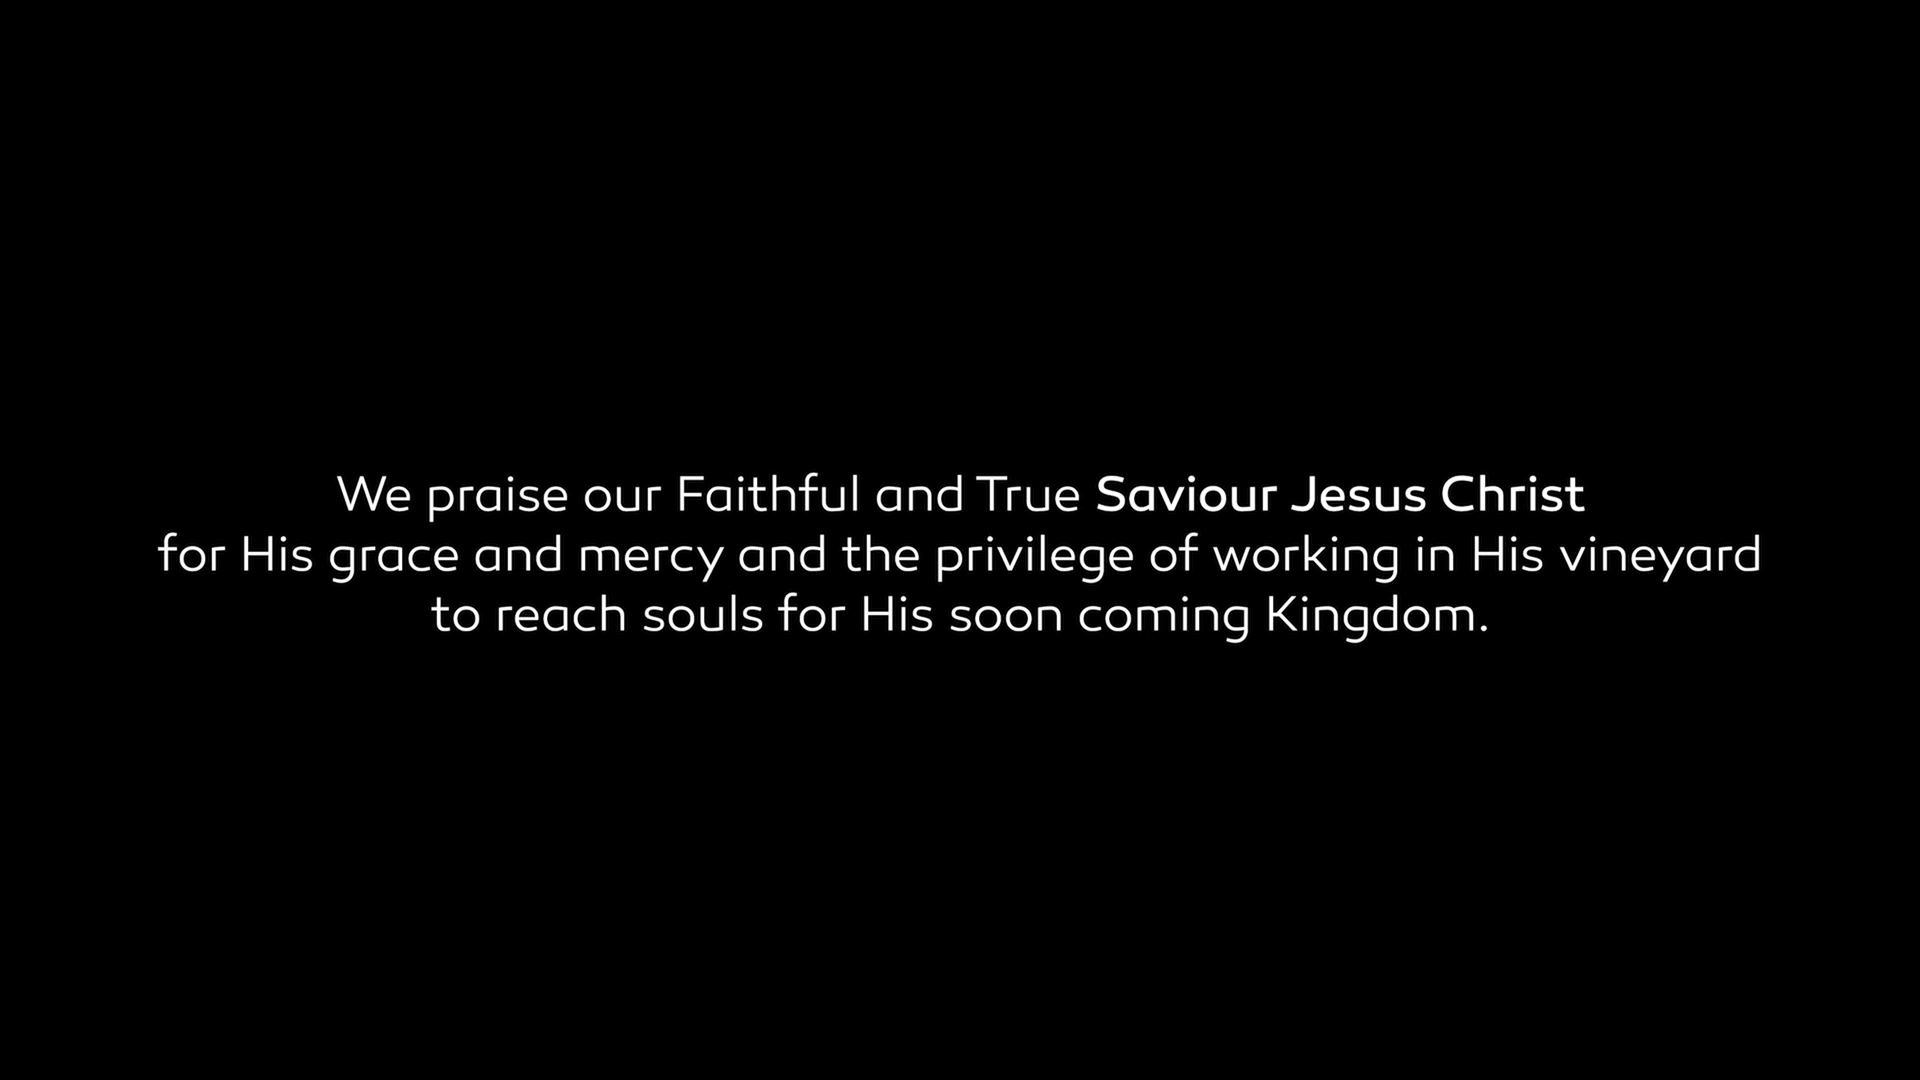 We praise our Faithful and True Saviour Jesus Christ
for His grace and mercy and the privilege of working in His vineyard
to reach souls for His soon coming Kingdom.